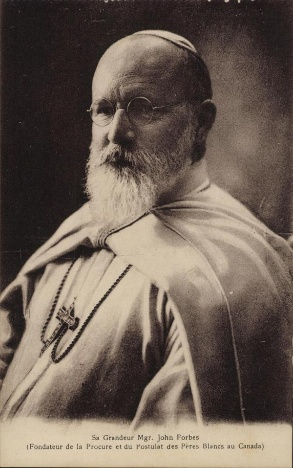 Sa Grandeur Mgr. John Forbes
(Fondateur de la Procure et du Postulat des Pères Blancs au Canada)